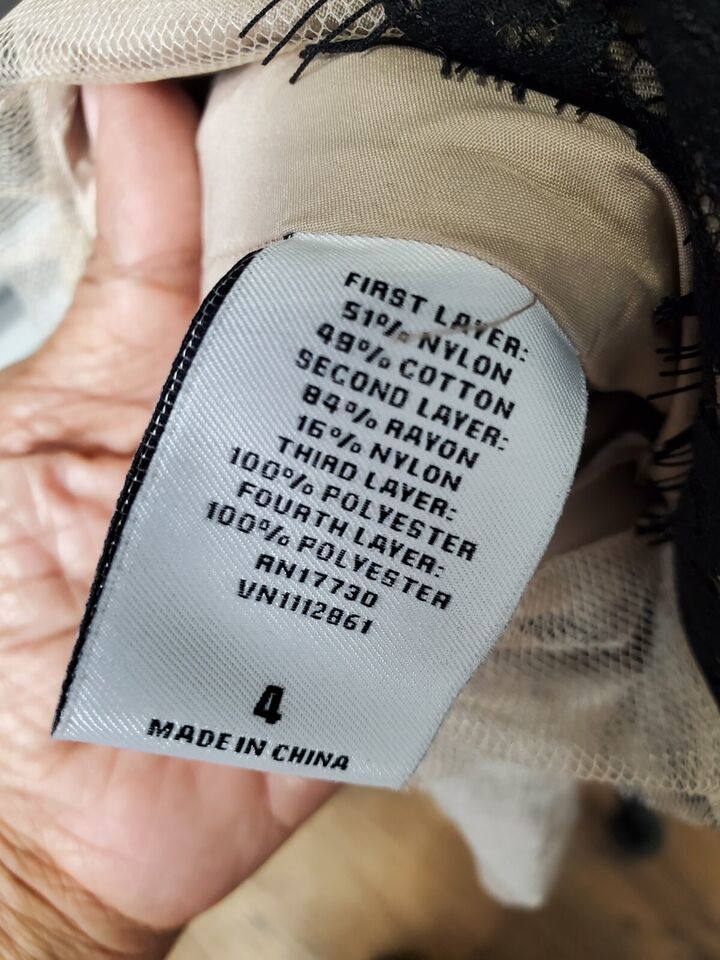 FIRST LAYER:
51% NYLON
49% COTTON
SECOND LAYER:
84% RAYON
16% NYLON
THIRD LAYER:
100% POLYESTER
FOURTH LAYER:
100% POLYESTER
RN17730
VN1112861
4
MADE IN CHINA